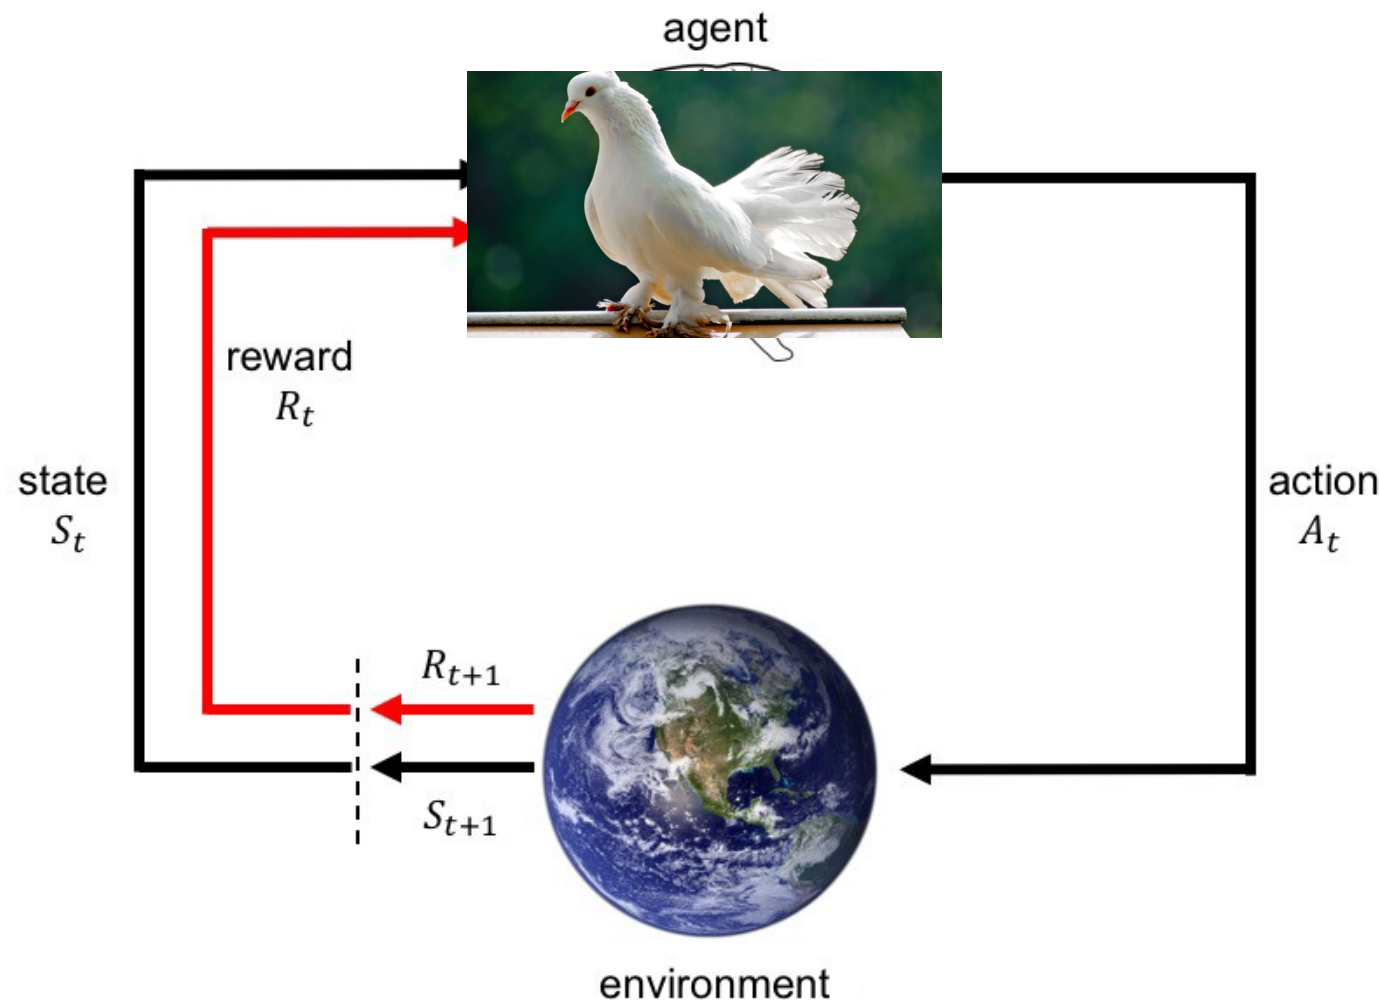 agent
reward
R_t
state
S_t
action
A_t
R_{t+1}
S_{t+1}
environment